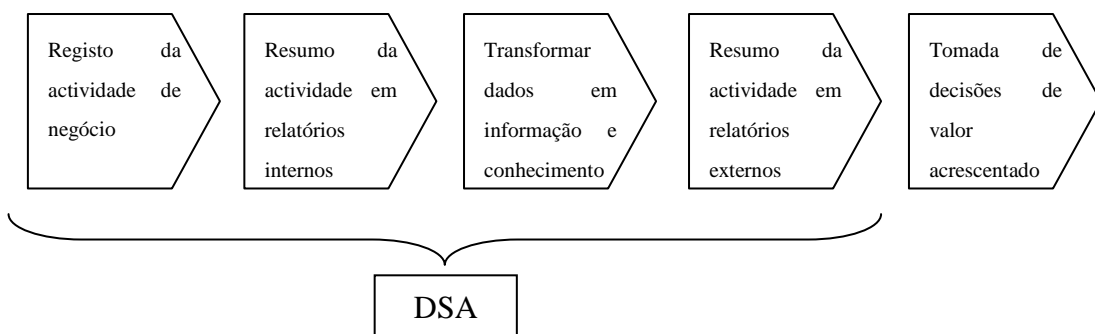 Registo da
actividade de
negócio
Resumo da
actividade em
relatórios
internos
Transformar
dados em
informação e
conhecimento
Resumo da
actividade em
relatórios
externos
Tomada de
decisões de
valor
acrescentado
DSA